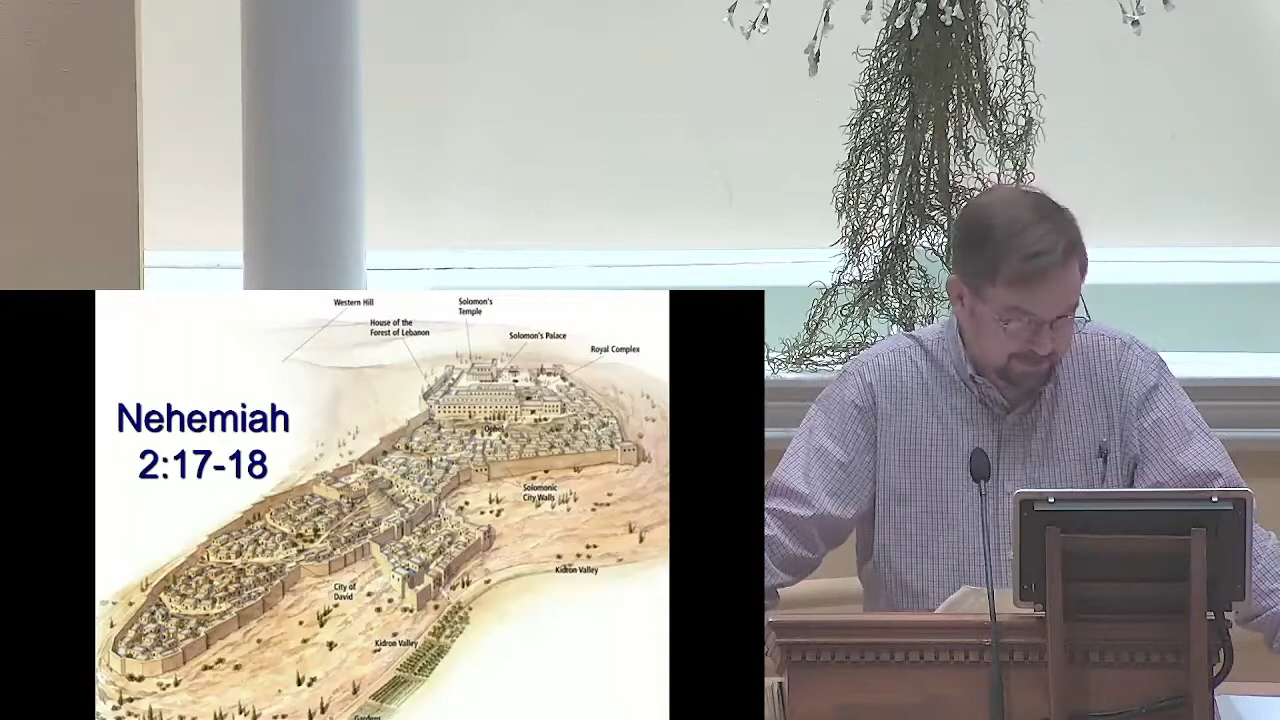 Western Hill
Solomon's
Temple
House of the
Forest of Lebanon
Solomon's Palace
Royal Complex
Nehemiah
2:17-18
Ophel
Solomonic
City Walls
Kidron Valley
City of
David
Kidron Valley
Gardens